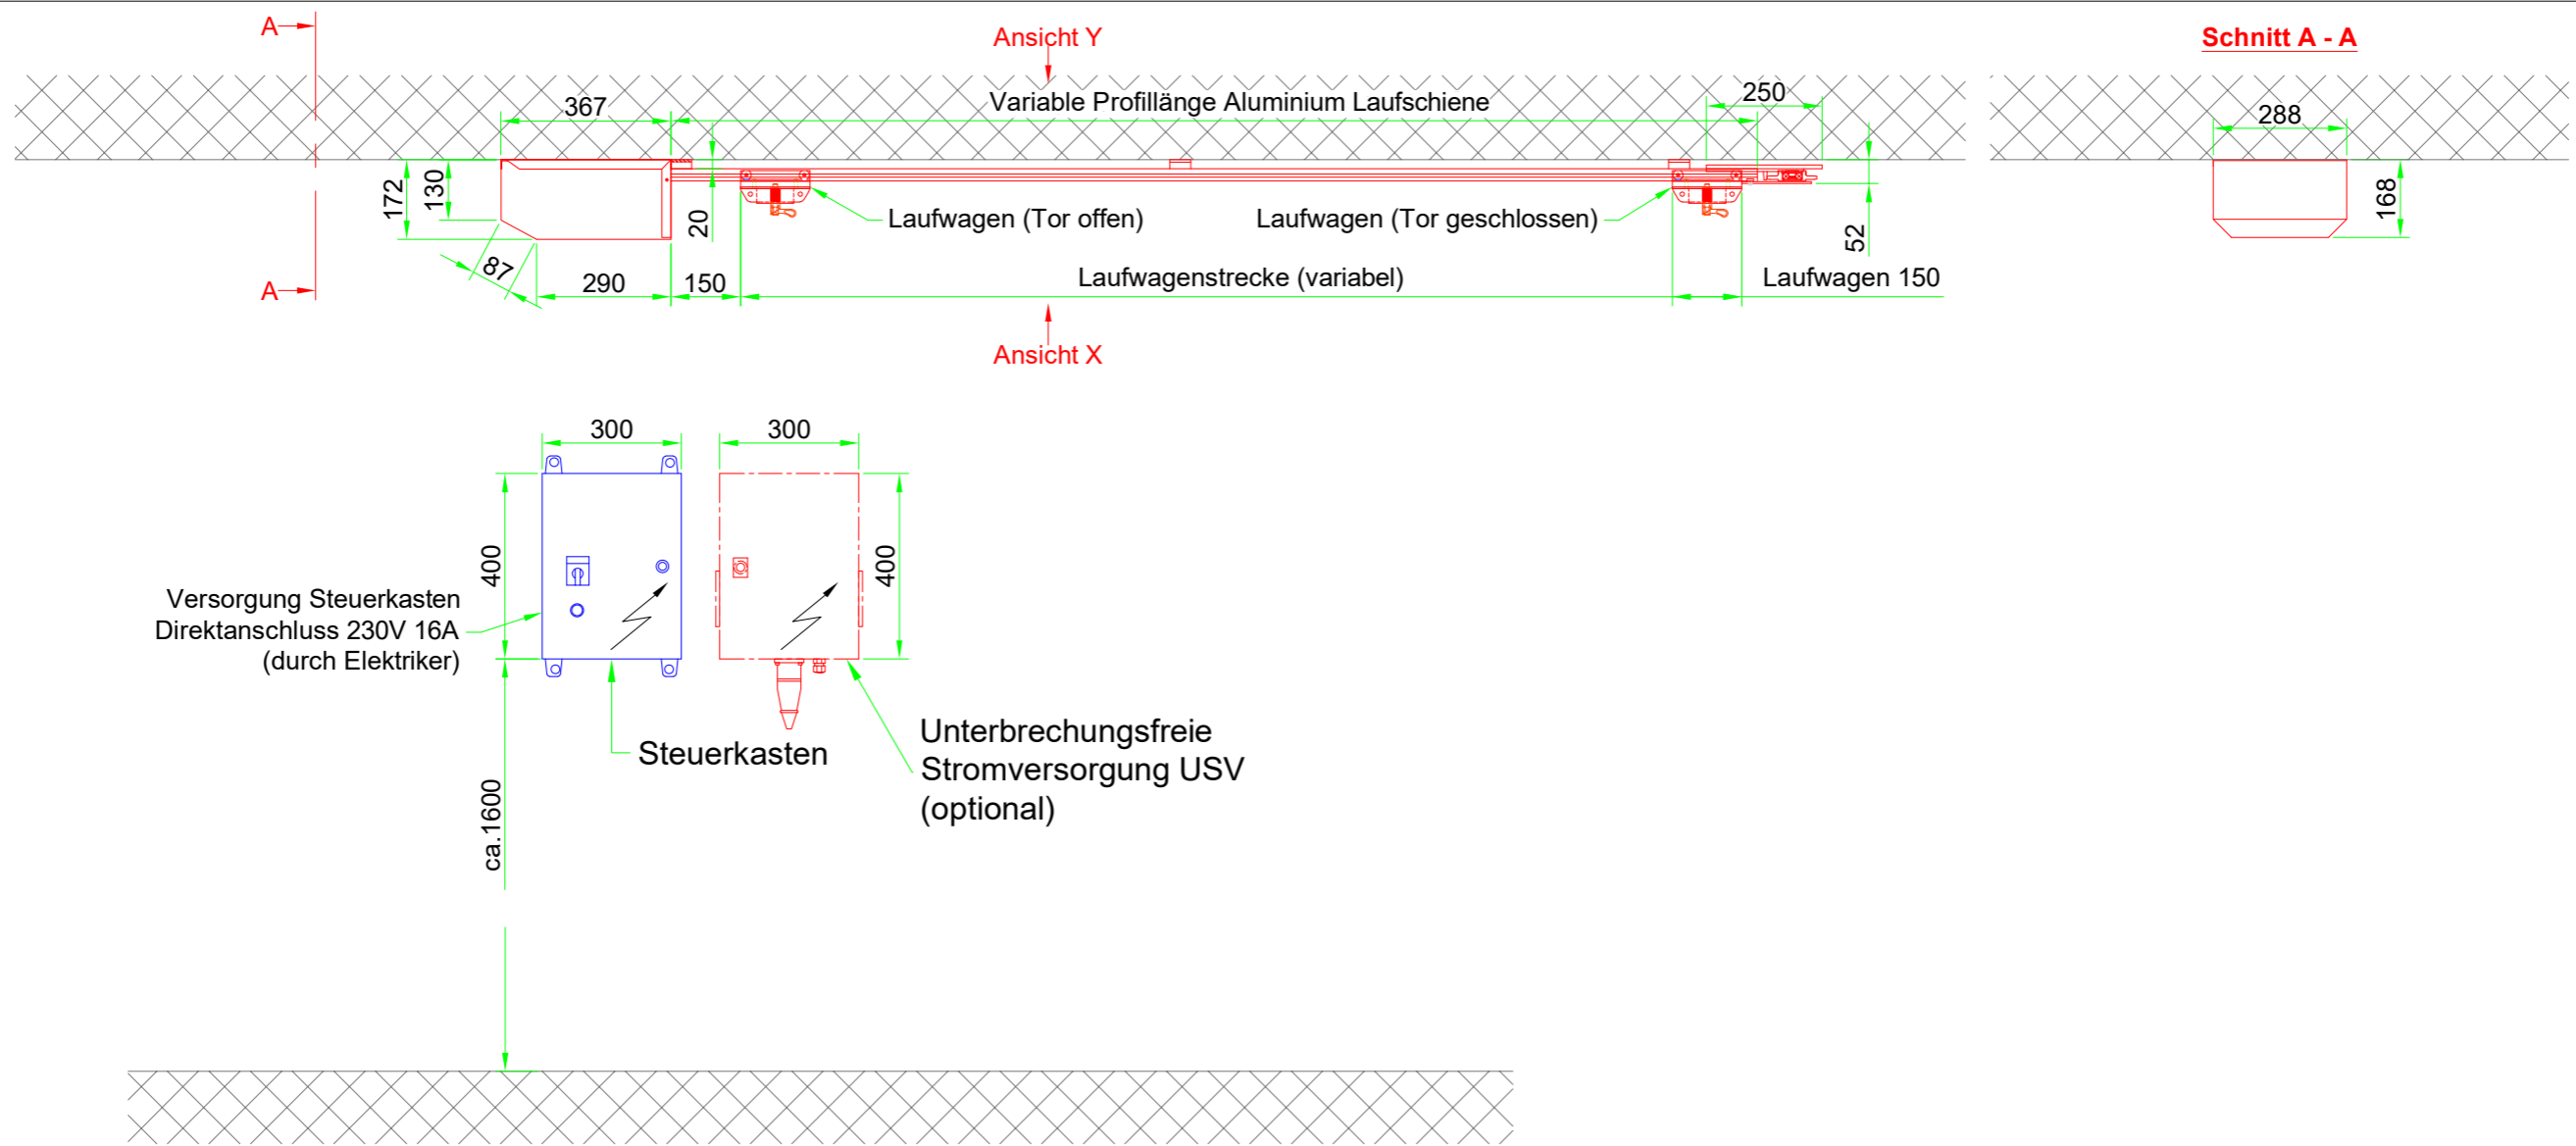 A
Ansicht Y
Schnitt A - A
367
Variable Profillänge Aluminium Laufschiene
250
288
172
130
20
Laufwagen (Tor offen)
Laufwagen (Tor geschlossen)
52
168
87
A
290
150
Laufwagenstrecke (variabel)
Laufwagen 150
Ansicht X
300
300
400
400
Versorgung Steuerkasten
Direktanschluss 230V 16A
(durch Elektriker)
Steuerkasten
Unterbrechungsfreie
Stromversorgung USV
(optional)
ca.1600